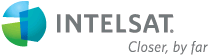 INTELSAT.
Closer, by far